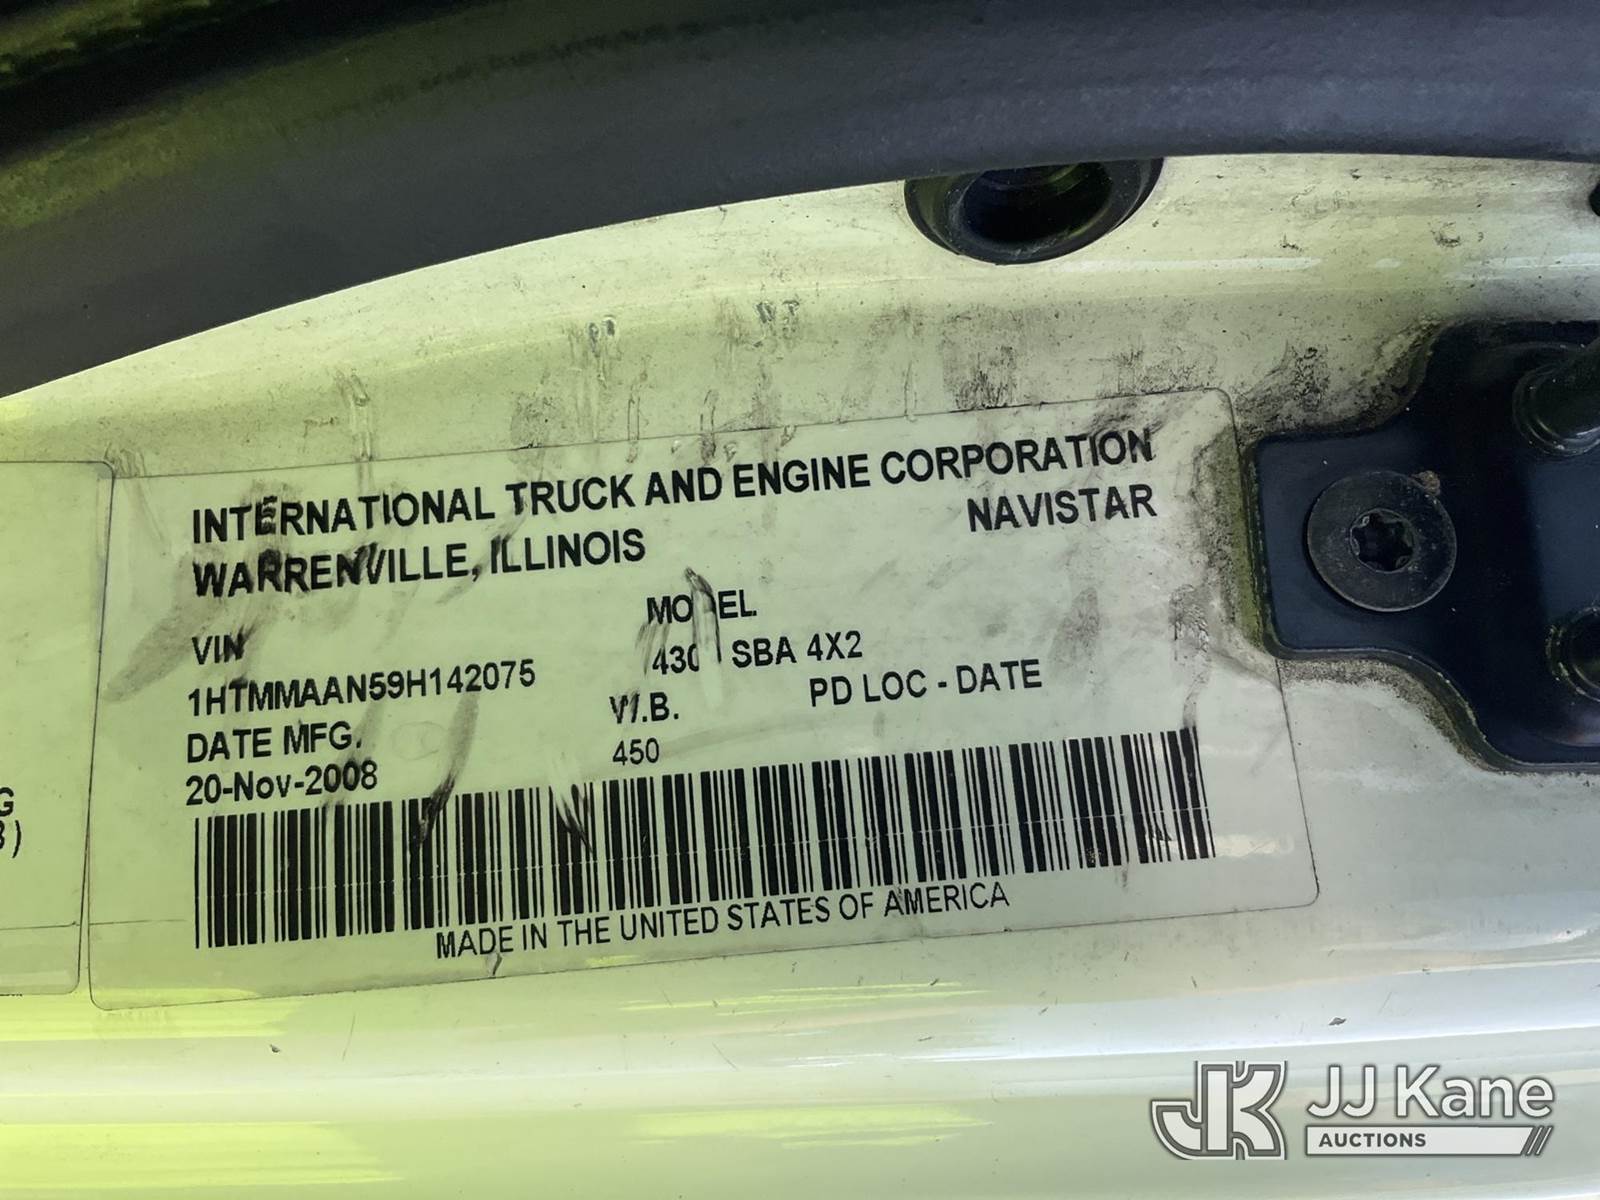 INTERNATIONAL TRUCK AND ENGINE CORPORATION
WARRENVILLE, ILLINOIS NAVISTAR
VIN MODEL
1HTMMAAN59H142075 SBA 4X2
DATE MFG. W.B. PD LOC - DATE
20-Nov-2008 450
MADE IN THE UNITED STATES OF AMERICA
G
)
JK JJ Kane
AUCTIONS